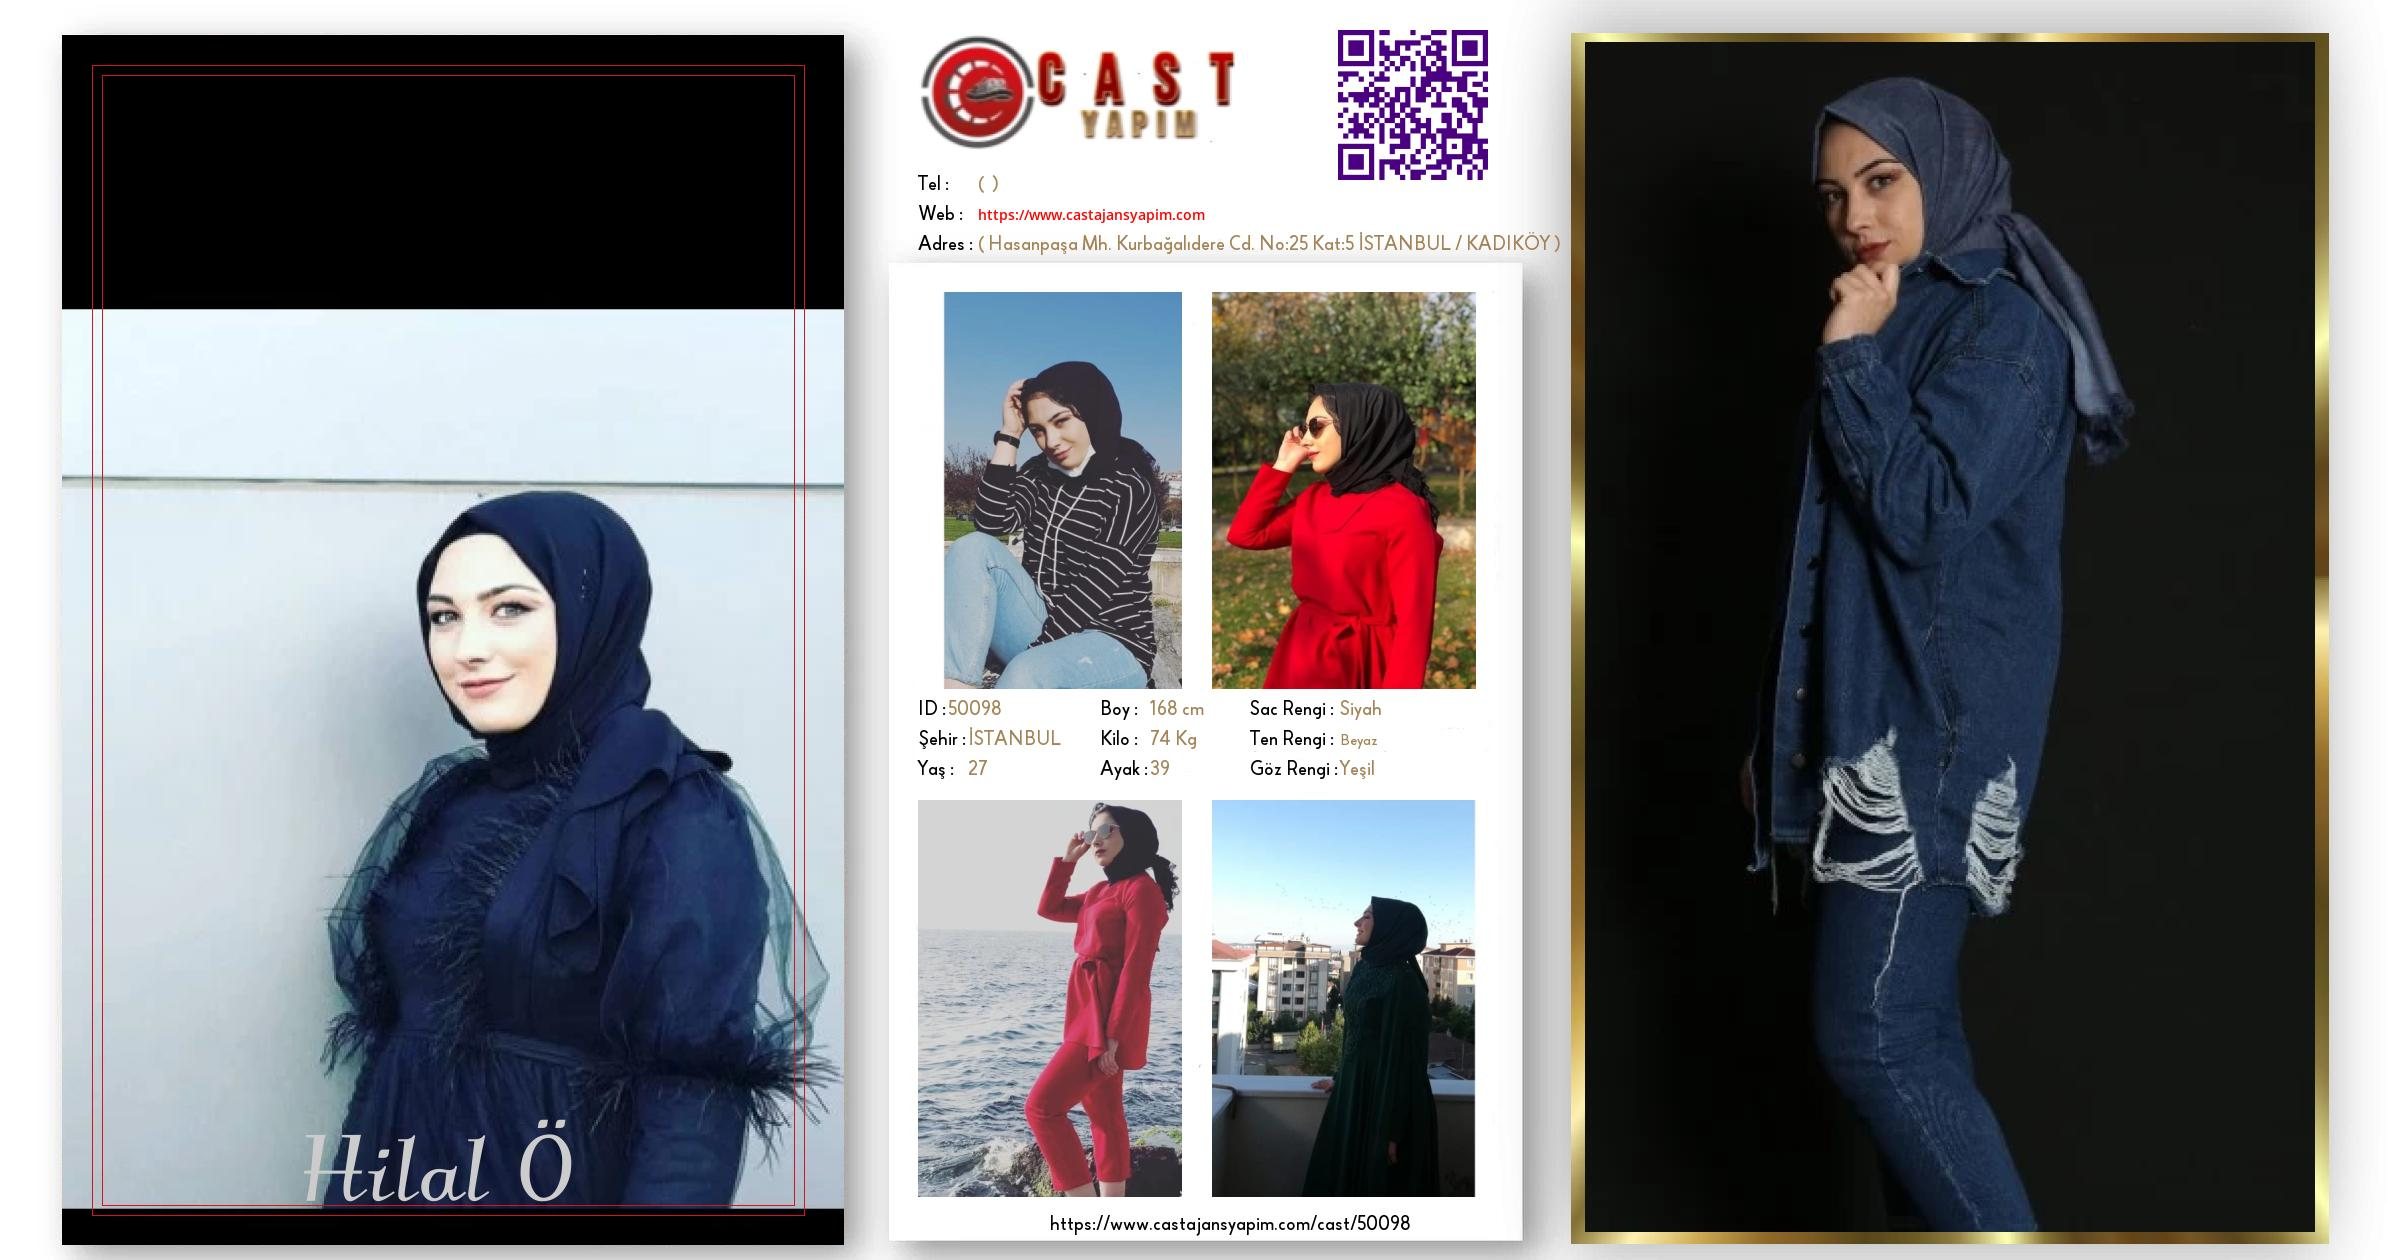 CAST
YAPIM
Tel : ( )
Web : https://www.castajansyapim.com
Adres : ( Hasanpaşa Mh. Kurbağalıdere Cd. No:25 Kat:5 İSTANBUL / KADIKÖY )
ID : 50098 Boy : 168 cm Sac Rengi : Siyah
Şehir : İSTANBUL Kilo : 74 Kg Ten Rengi : Beyaz
Yaş : 27 Ayak : 39 Göz Rengi : Yeşil
Hilal Ö
https://www.castajansyapim.com/cast/50098